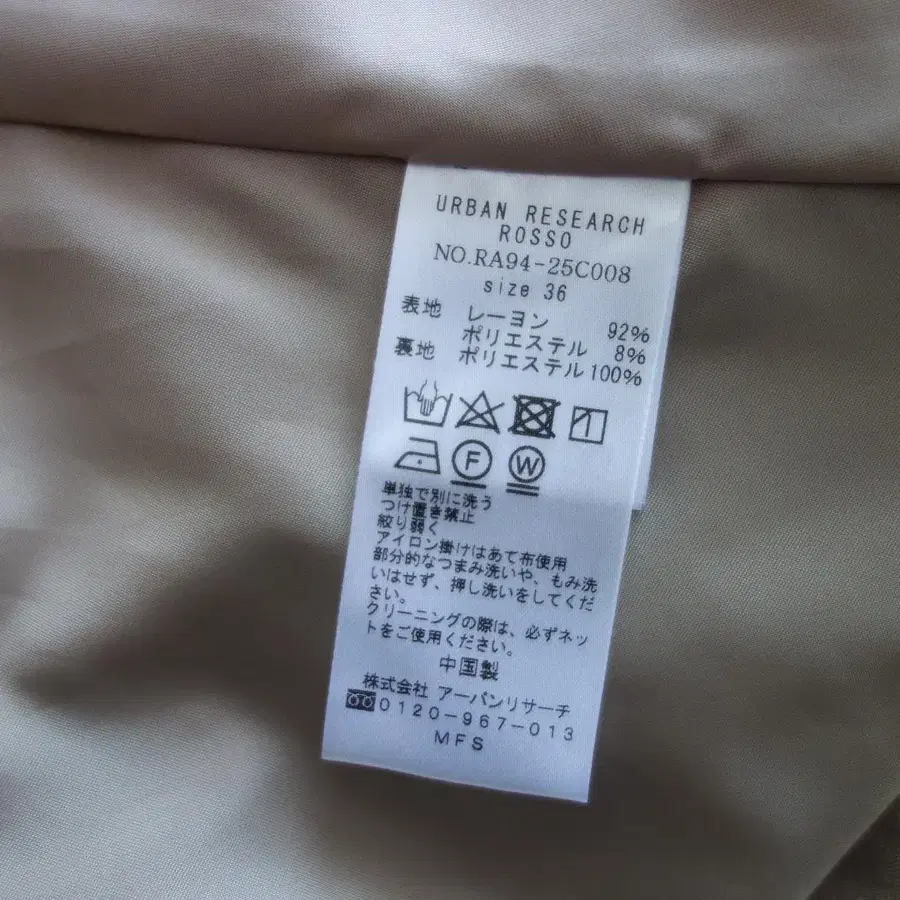 URBAN RESEARCH
ROSSO
NO.RA94-25C008
size 36
表地 レーヨン 92%
ポリエステル 8%
裏地 ポリエステル 100%
F W
単独で別に洗う
つけ置き禁止
絞り弱く
アイロン掛けはあて布使用
部分的なつまみ洗いや、もみ洗
いはせず、押し洗いをしてくだ
さい。
クリーニングの際は、必ずネッ
トをご使用ください。
中国製
株式会社 アーバンリサーチ
0120-967-013
MFS